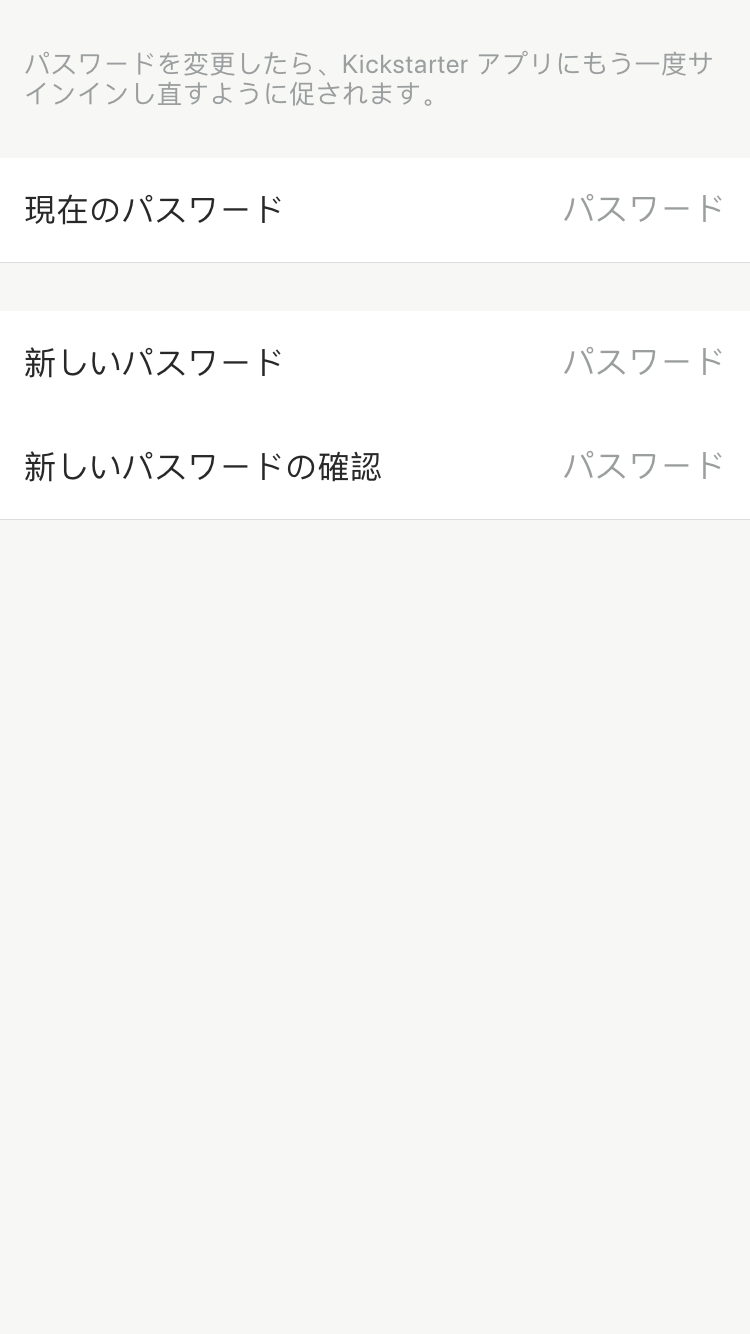 パスワードを変更したら、Kickstarter アプリにもう一度サ
インインし直すように促されます。
現在のパスワード パスワード
新しいパスワード パスワード
新しいパスワードの確認 パスワード